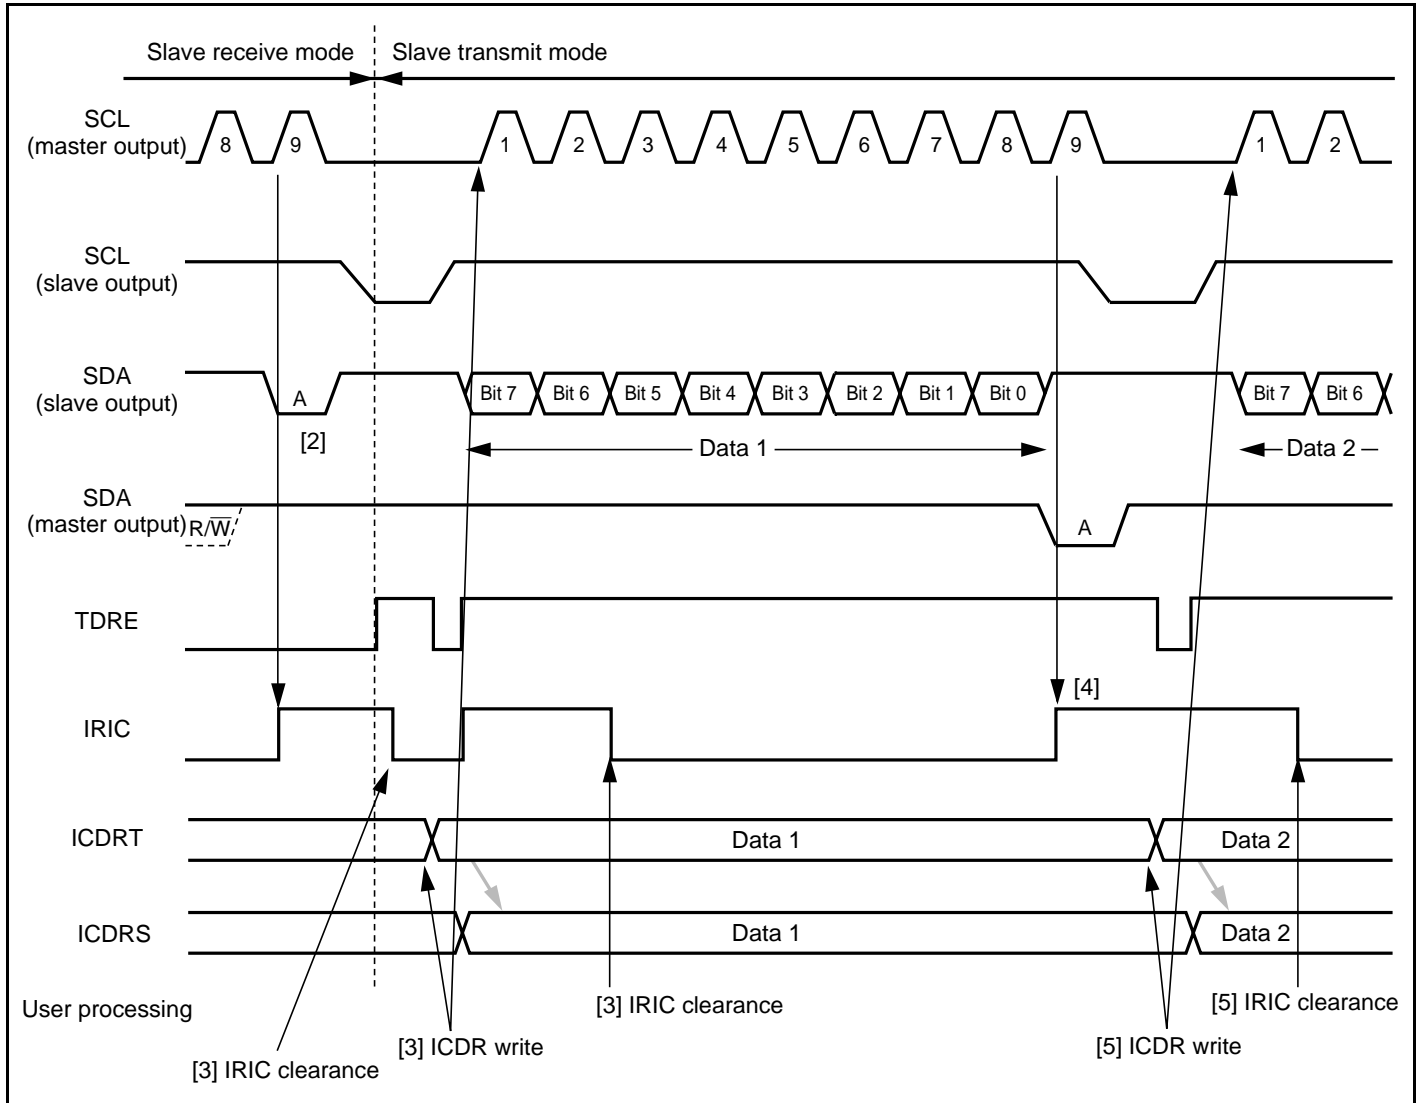 Slave receive mode Slave transmit mode
SCL
(master output)
8 9 1 2 3 4 5 6 7 8 9 1 2
SCL
(slave output)
SDA
(slave output)
A Bit 7 Bit 6 Bit 5 Bit 4 Bit 3 Bit 2 Bit 1 Bit 0 Bit 7 Bit 6
[2] Data 1 Data 2
SDA
(master output)
R/W̅ A
TDRE
[4]
IRIC
ICDRT Data 1 Data 2
ICDRS Data 1 Data 2
User processing
[3] IRIC clearance [5] IRIC clearance
[3] ICDR write [5] ICDR write
[3] IRIC clearance